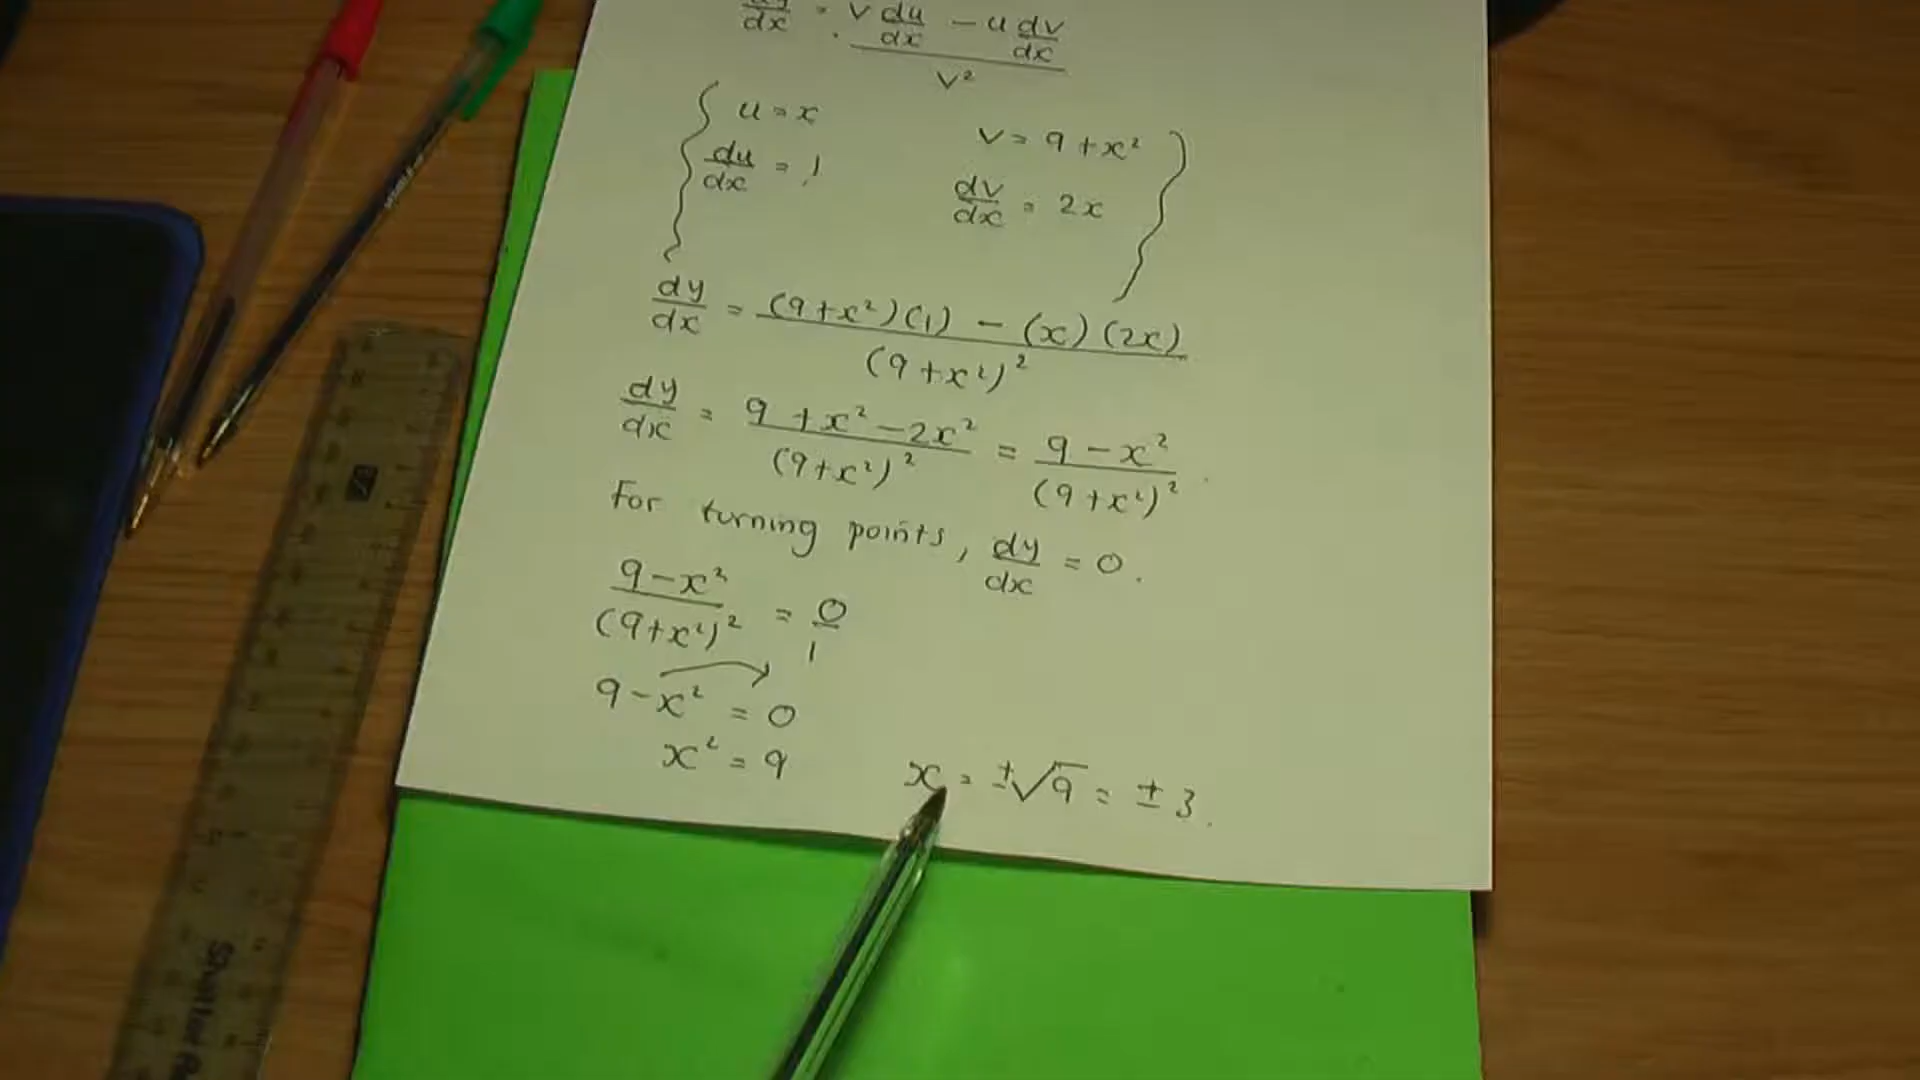 dy/dx = (v du/dx - u dv/dx) / v²
u = x
v = 9 + x²
du/dx = 1
dv/dx = 2x
dy/dx = (9+x²)(1) - (x)(2x) / (9+x²)²
dy/dx = 9 + x² - 2x² / (9+x²)² = 9 - x² / (9+x²)²
For turning points, dy/dx = 0.
9-x² / (9+x²)² = 0/1
9-x² = 0
x² = 9
x = ±√9 = ±3.